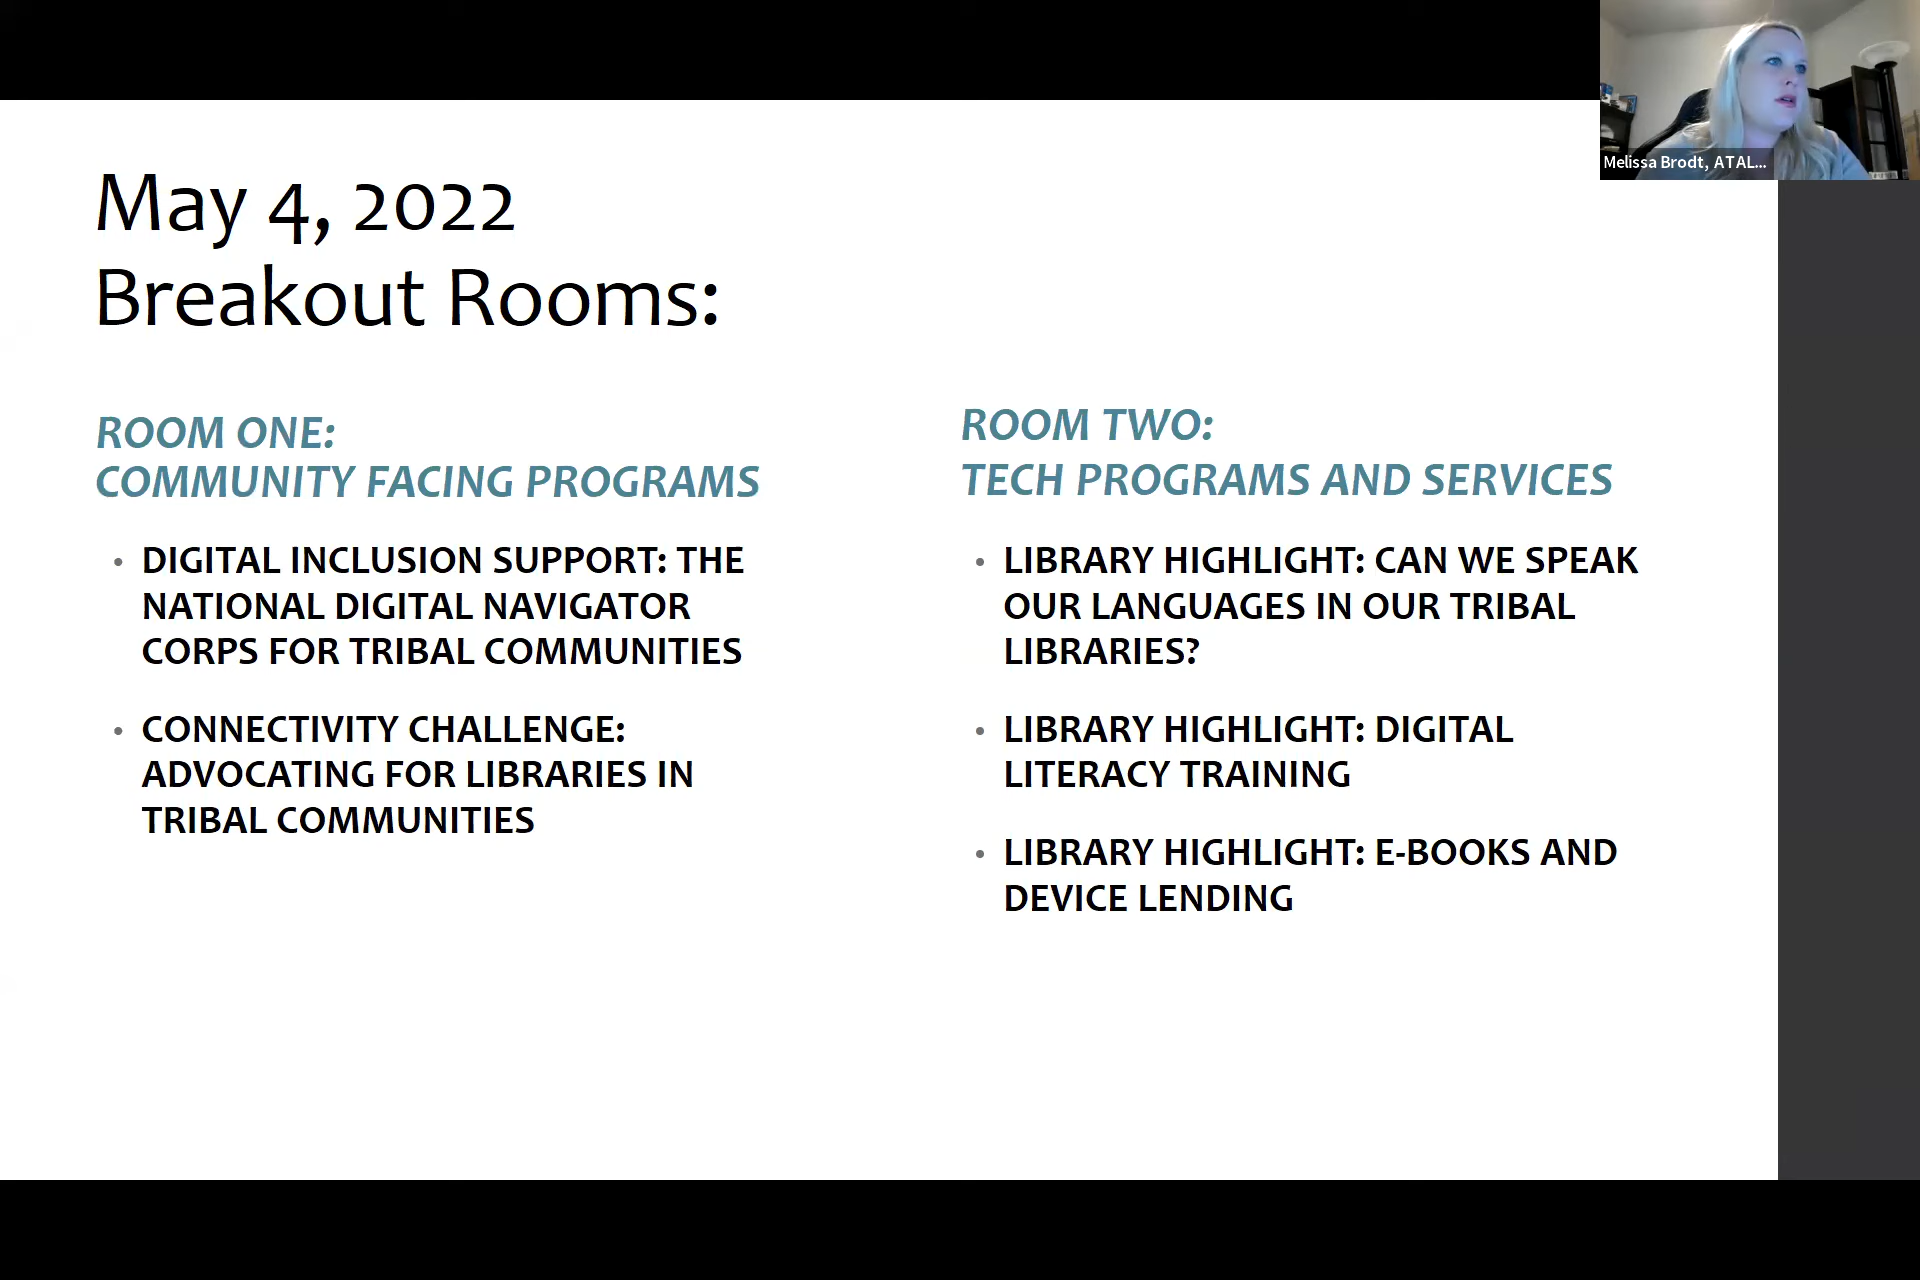 May 4, 2022
Breakout Rooms:
ROOM ONE:
COMMUNITY FACING PROGRAMS
• DIGITAL INCLUSION SUPPORT: THE
NATIONAL DIGITAL NAVIGATOR
CORPS FOR TRIBAL COMMUNITIES
• CONNECTIVITY CHALLENGE:
ADVOCATING FOR LIBRARIES IN
TRIBAL COMMUNITIES
ROOM TWO:
TECH PROGRAMS AND SERVICES
• LIBRARY HIGHLIGHT: CAN WE SPEAK
OUR LANGUAGES IN OUR TRIBAL
LIBRARIES?
• LIBRARY HIGHLIGHT: DIGITAL
LITERACY TRAINING
• LIBRARY HIGHLIGHT: E-BOOKS AND
DEVICE LENDING
Melissa Brodt, ATAL...